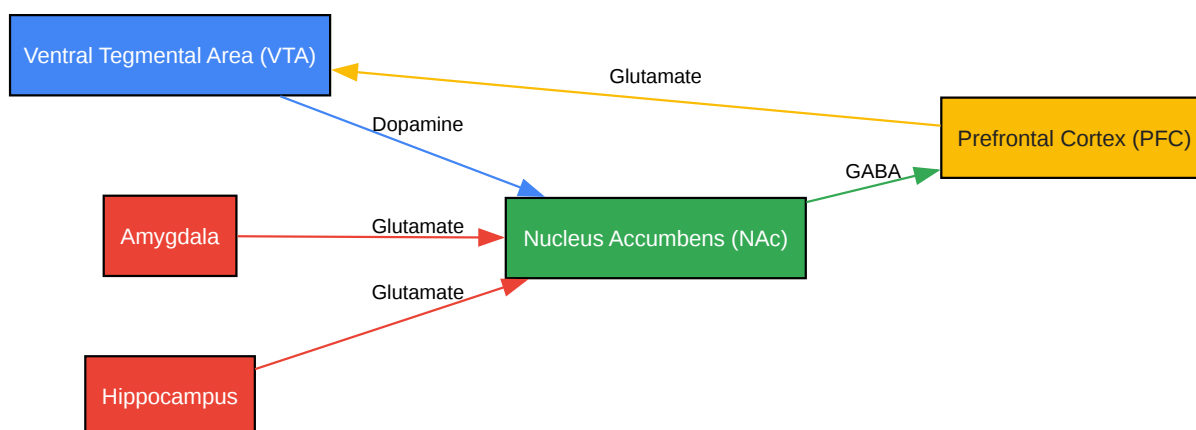 Ventral Tegmental Area (VTA)
Glutamate
Dopamine
Prefrontal Cortex (PFC)
GABA
Amygdala
Glutamate
Nucleus Accumbens (NAc)
Glutamate
Hippocampus